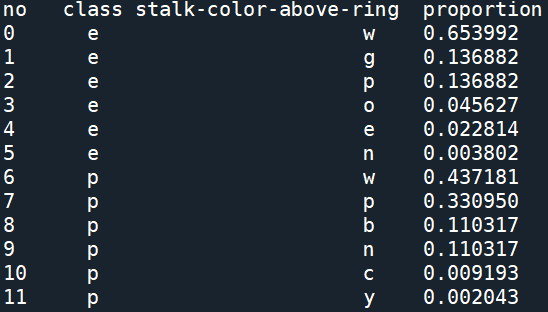 no class stalk-color-above-ring proportion
0 e w 0.653992
1 e g 0.136882
2 e p 0.136882
3 e o 0.045627
4 e e 0.022814
5 e n 0.003802
6 p w 0.437181
7 p p 0.330950
8 p b 0.110317
9 p n 0.110317
10 p c 0.009193
11 p y 0.002043